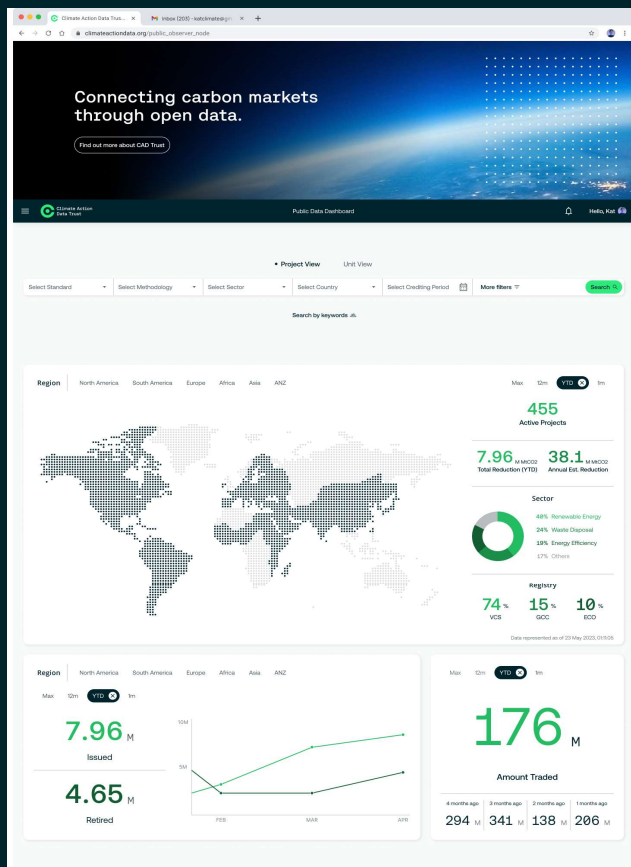 Climate Action Data Trus...
Inbox (203) - katclimate@gm
climateactiondata.org/public_observer_node
Connecting carbon markets
through open data.
Find out more about CAD Trust
Climate Action
Data Trust
Public Data Dashboard
Hello, Kat
Project View
Unit View
Select Standard
Select Methodology
Select Sector
Select Country
Select Crediting Period
More filters
Search
Search by keywords
Region
North America
South America
Europe
Africa
Asia
ANZ
Max
12m
YTD
1m
455
Active Projects
7.96 M MtCO2
Total Reduction (YTD)
38.1 M MtCO2
Annual Est. Reduction
Sector
48% Renewable Energy
24% Waste Disposal
19% Energy Efficiency
17% Others
Registry
74 %
VCS
15 %
GCC
10 %
ECO
Data represented as of 23 May 2023, 01:11:05
Region
North America
South America
Europe
Africa
Asia
ANZ
Max
12m
YTD
1m
7.96 M
Issued
4.65 M
Retired
10M
5M
FEB
MAR
APR
Max
12m
YTD
1m
176 M
Amount Traded
4 months ago
294 M
3 months ago
341 M
2 months ago
138 M
1 months ago
206 M